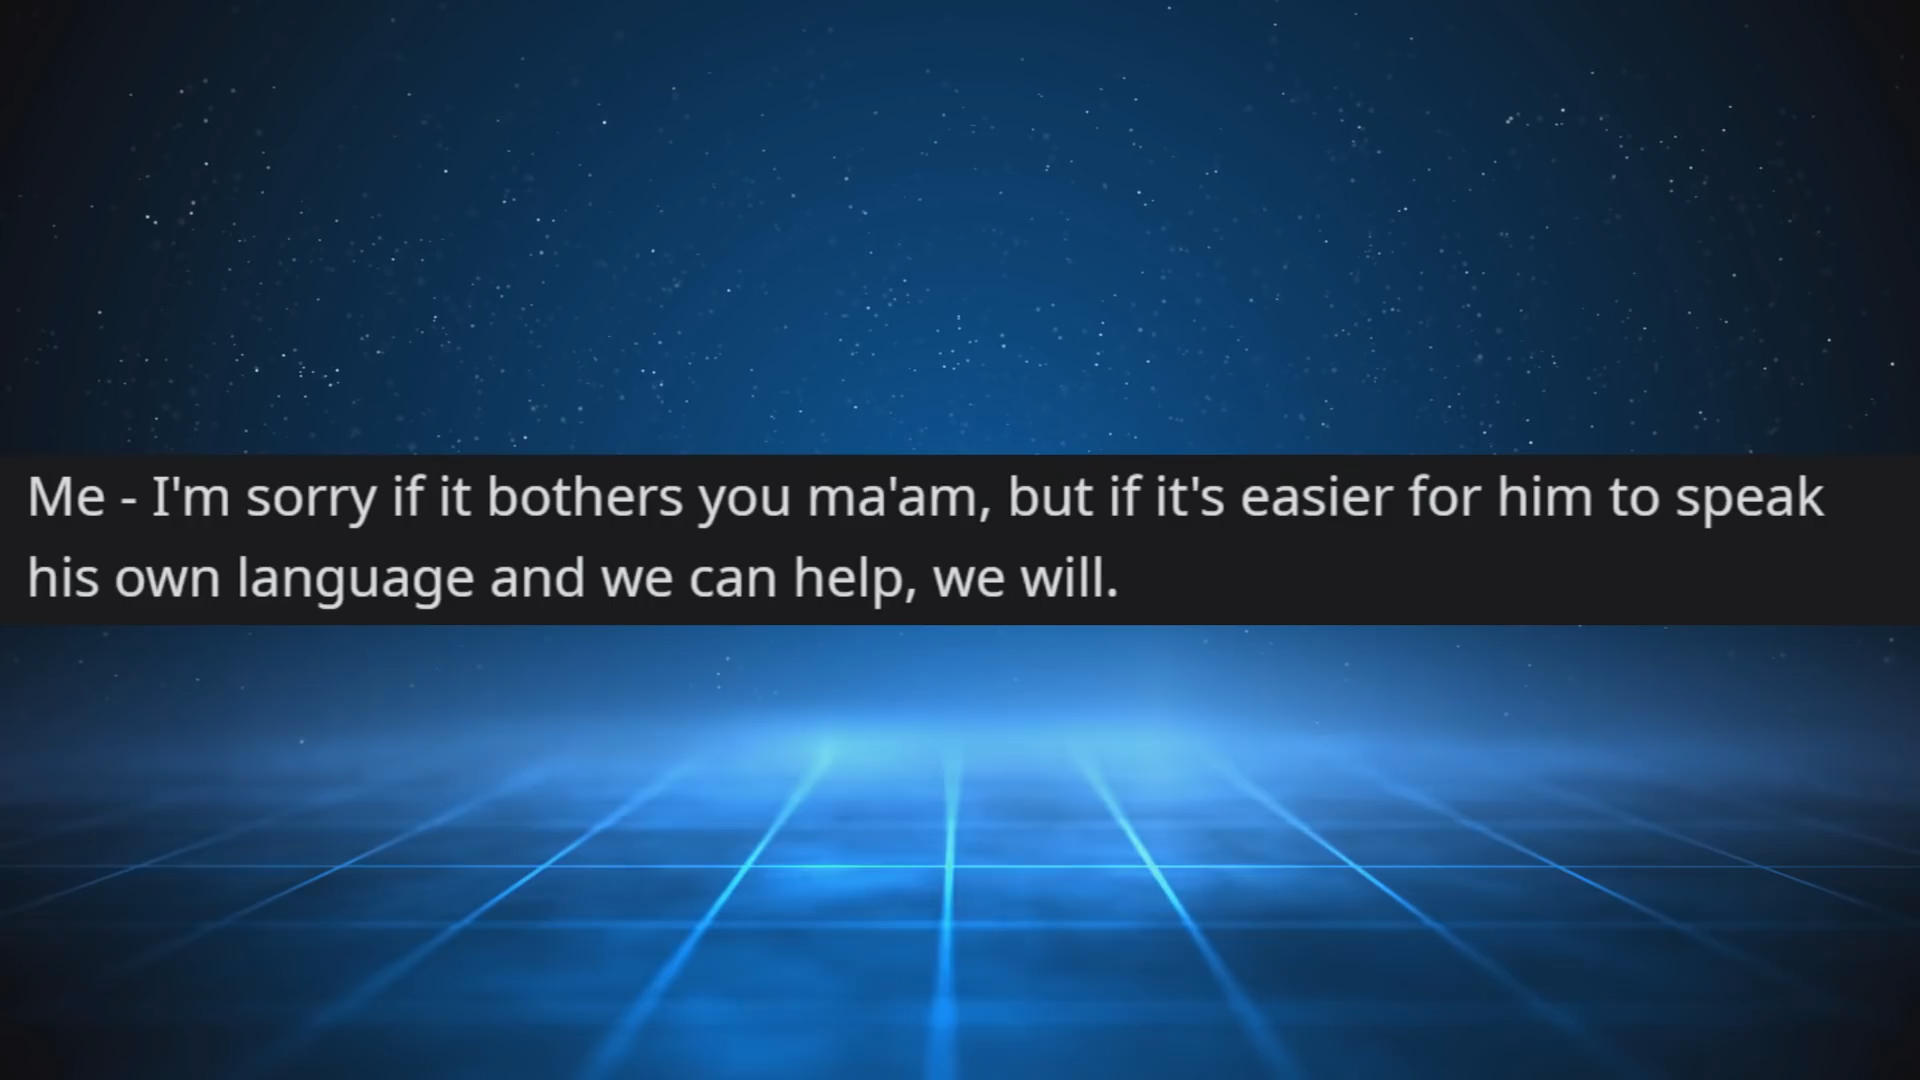 Me - I'm sorry if it bothers you ma'am, but if it's easier for him to speak
his own language and we can help, we will.